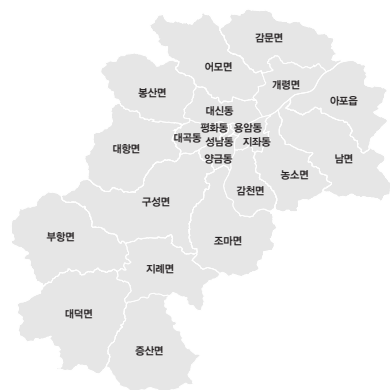 감문면
어모면
개령면
봉산면
아포읍
대신동
평화동 용암동
대곡동 성남동 지좌동
대항면
양금동
남면
농소면
감천면
구성면
부항면
조마면
지례면
대덕면
증산면